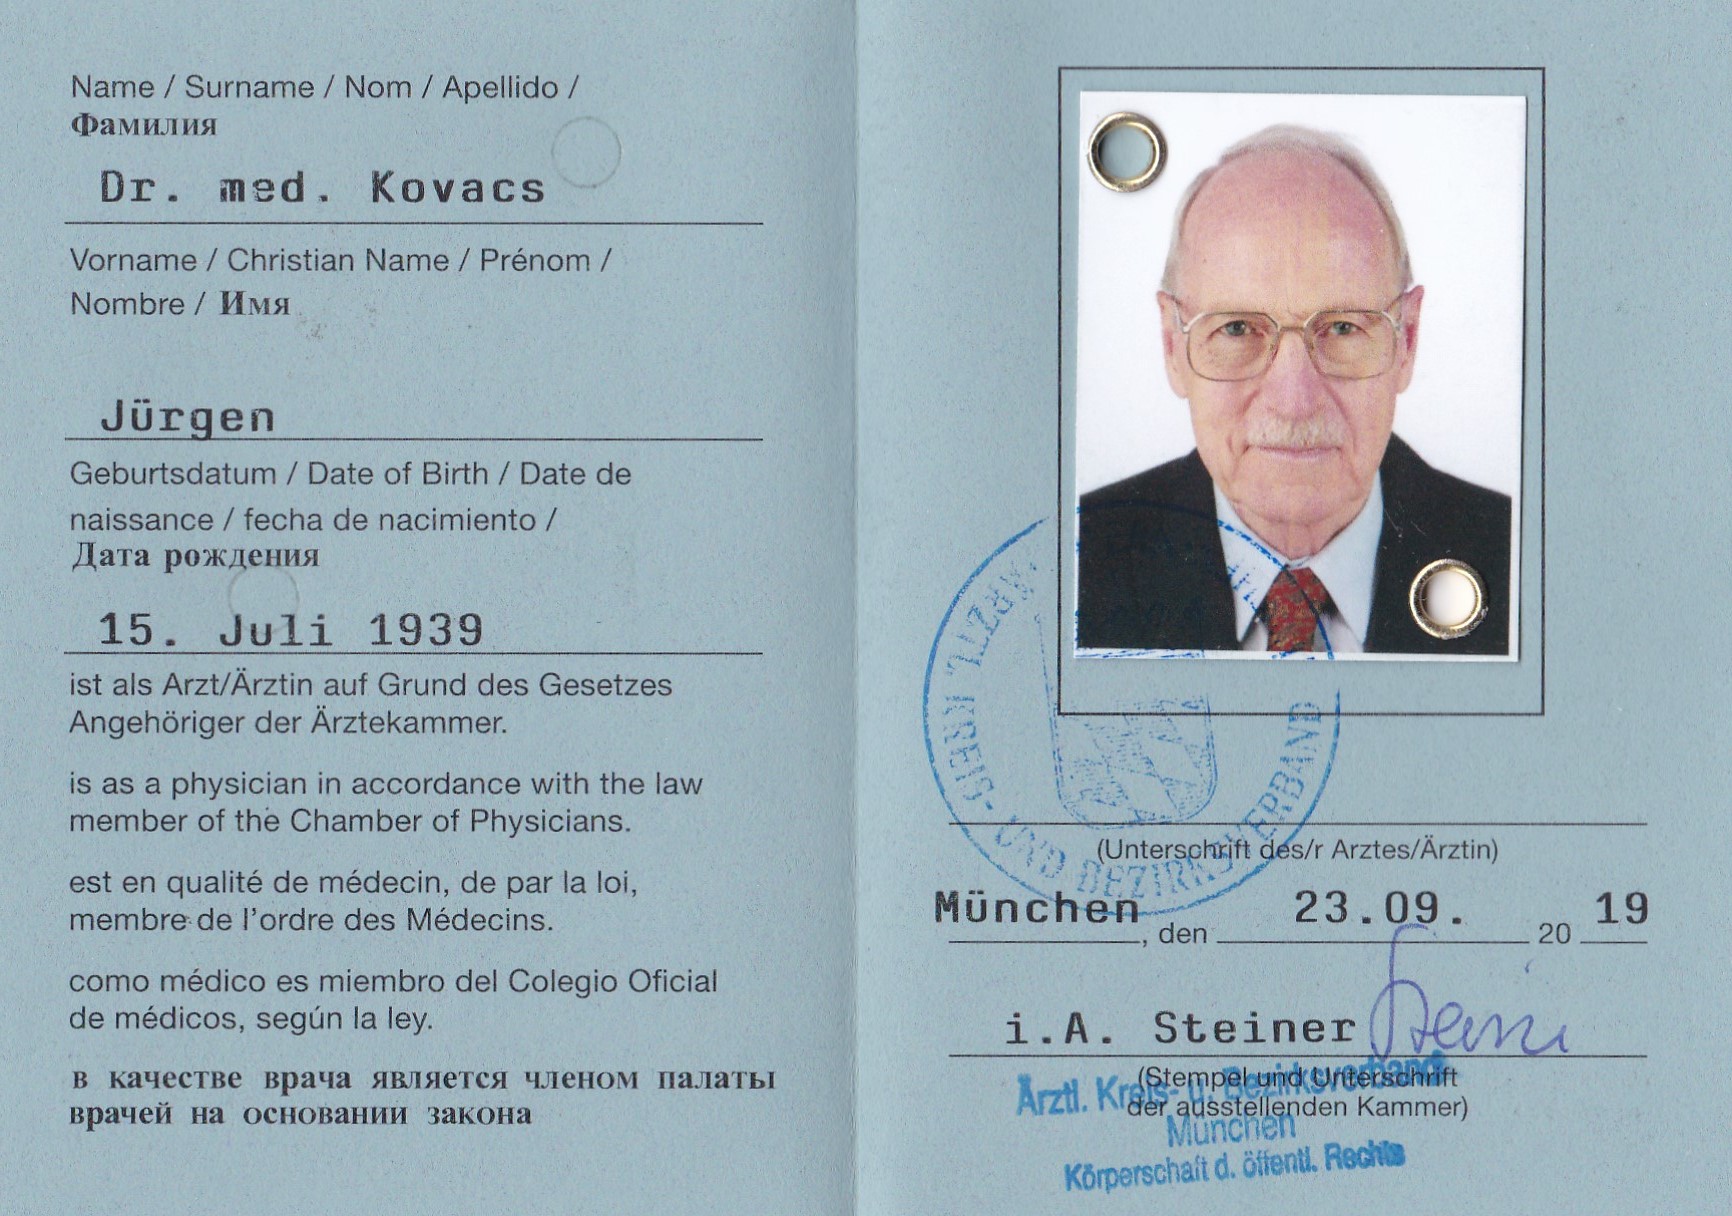 Name / Surname / Nom / Apellido /
Фамилия
Dr. med. Kovacs
Vorname / Christian Name / Prénom /
Nombre / Имя
Jürgen
Geburtsdatum / Date of Birth / Date de
naissance / fecha de nacimiento /
Дата рождения
15. Juli 1939
ist als Arzt/Ärztin auf Grund des Gesetzes
Angehöriger der Ärztekammer.
is as a physician in accordance with the law
member of the Chamber of Physicians.
est en qualité de médecin, de par la loi,
membre de l'ordre des Médecins.
como médico es miembro del Colegio Oficial
de médicos, según la ley.
в качестве врача является членом палаты
врачей на основании закона
ÄRZTL. KREIS- UND BEZIRKSVERBAND
(Unterschrift des/r Arztes/Ärztin)
München, den 23.09. 20 19
i.A. Steiner
(Stempel und Unterschrift
der ausstellenden Kammer)
Ärztl. Kreis- u. Bezirksverband
München
Körperschaft d. öffentl. Rechts